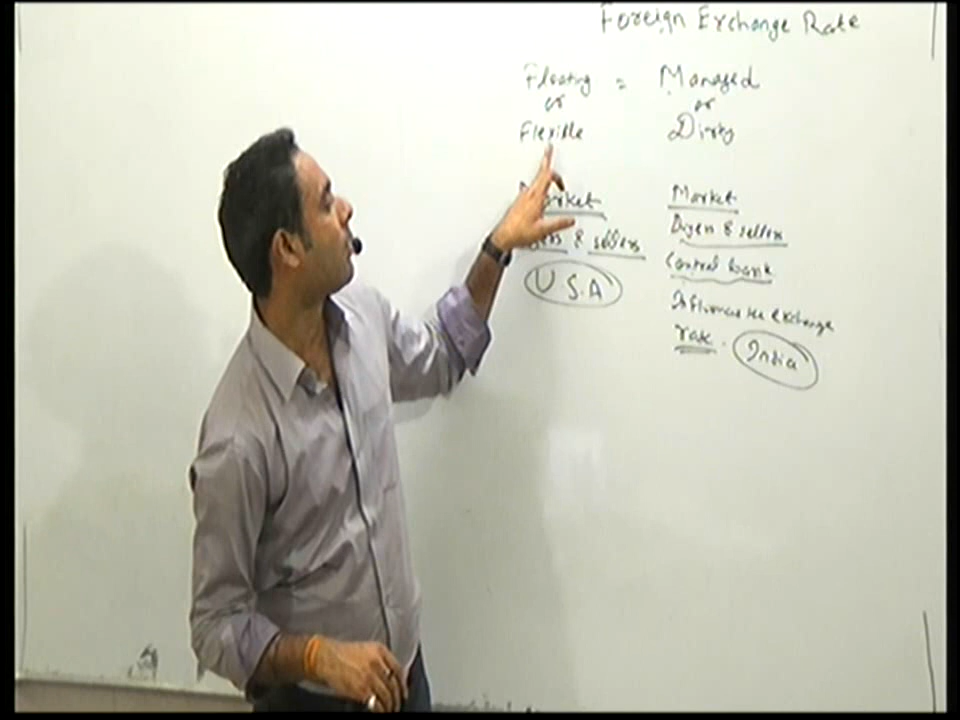 Foreign Exchange Rate
Floating = Managed
or or
Flexible Dirty
Market
& sellers
U.S.A
Market
Buyers & sellers
Central bank
Influences the exchange
rate. India